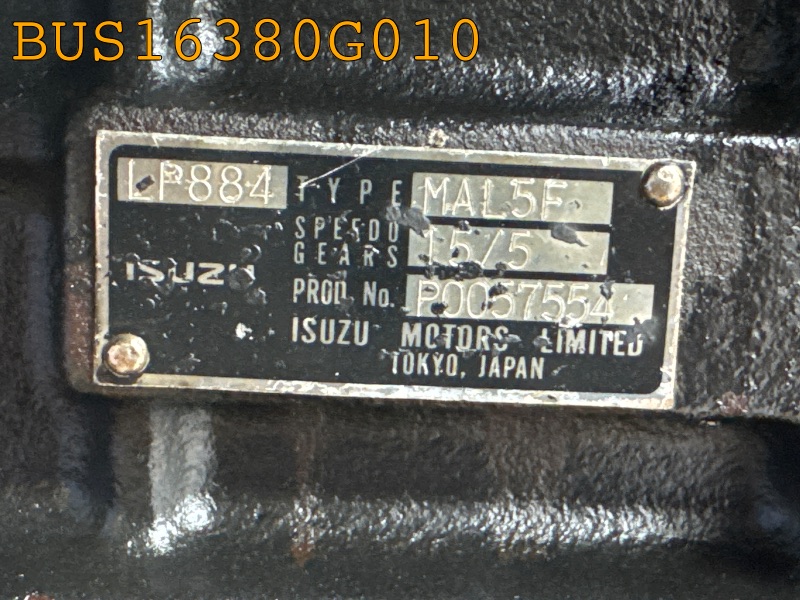 BUS16380G010
LP884 TYPE MAL5F
SPEEDO
GEARS 15/5
ISUZU
PROD. No. P0057554
ISUZU MOTORS LIMITED
TOKYO, JAPAN